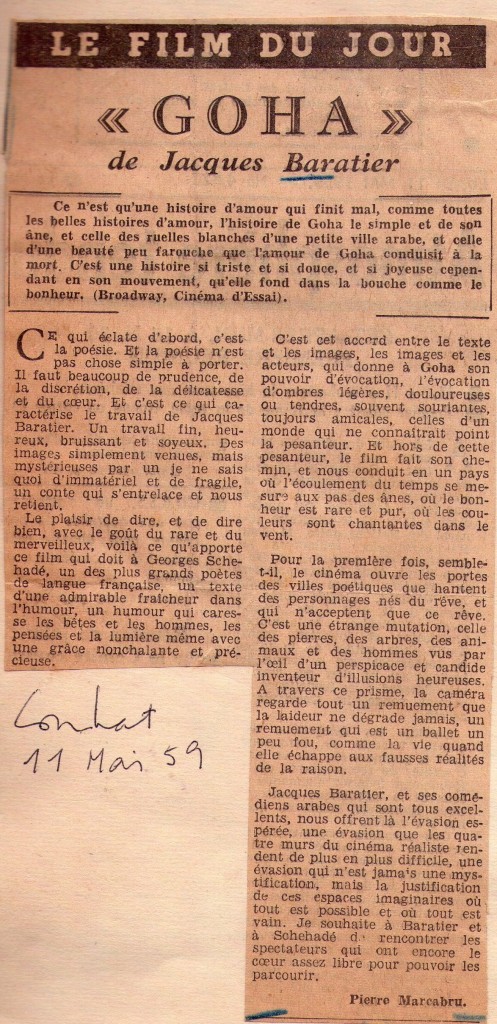 LE FILM DU JOUR
« GOHA »
de Jacques Baratier
Ce n'est qu'une histoire d'amour qui finit mal, comme toutes
les belles histoires d'amour, l'histoire de Goha le simple et de son
âne, et celle des ruelles blanches d'une petite ville arabe, et celle
d'une beauté peu farouche que l'amour de Goha conduisit à la
mort. C'est une histoire si triste et si douce, et si joyeuse cepen-
dant en son mouvement, qu'elle fond dans la bouche comme le
bonheur. (Broadway, Cinéma d'Essai).
CE qui éclate d'abord, c'est
la poésie. Et la poésie n'est
pas chose simple à porter.
Il faut beaucoup de prudence, de
la discrétion, de la délicatesse
et du cœur. Et c'est ce qui ca-
ractérise le travail de Jacques
Baratier. Un travail fin, heu-
reux, bruissant et soyeux. Des
images simplement venues, mais
mystérieuses par un je ne sais
quoi d'immatériel et de fragile,
un conte qui s'entrelace et nous
retient.
Le plaisir de dire, et de dire
bien, avec le goût du rare et du
merveilleux, voilà ce qu'apporte
ce film qui doit à Georges Sche-
hadé, un des plus grands poètes
de langue française, un texte
d'une admirable fraîcheur dans
l'humour, un humour qui cares-
se les bêtes et les hommes, les
pensées et la lumière même avec
une grâce nonchalante et pré-
cieuse.
C'est cet accord entre le texte
et les images, les images et les
acteurs, qui donne à Goha son
pouvoir d'évocation, l'évocation
d'ombres légères, douloureuses
ou tendres, souvent souriantes,
toujours amicales, celles d'un
monde qui ne connaîtrait point
la pesanteur. Et hors de cette
pesanteur, le film fait son che-
min, et nous conduit en un pays
où l'écoulement du temps se me-
sure aux pas des ânes, où le bon-
heur est rare et pur, où les cou-
leurs sont chantantes dans le
vent.
Pour la première fois, semble-
t-il, le cinéma ouvre les portes
des villes poétiques que hantent
des personnages nés du rêve, et
qui n'acceptent que ce rêve.
C'est une étrange mutation, celle
des pierres, des arbres, des ani-
maux et des hommes vus par
l'œil d'un perspicace et candide
inventeur d'illusions heureuses.
A travers ce prisme, la caméra
regarde tout un remuement que
la laideur ne dégrade jamais, un
remuement qui est un ballet un
peu fou, comme la vie quand
elle échappe aux fausses réalités
de la raison.
Jacques Baratier, et ses comé-
diens arabes qui sont tous excel-
lents, nous offrent là l'évasion es-
pérée, une évasion que les qua-
tre murs du cinéma réaliste ren-
dent de plus en plus difficile, une
évasion qui n'est jamais une mys-
tification, mais la justification
de ces espaces imaginaires où
tout est possible et où tout est
vain. Je souhaite à Baratier et
à Schehadé de rencontrer les
spectateurs qui ont encore le
cœur assez libre pour pouvoir les
parcourir.
Pierre Marcabru.
Combat
11 Mai 59